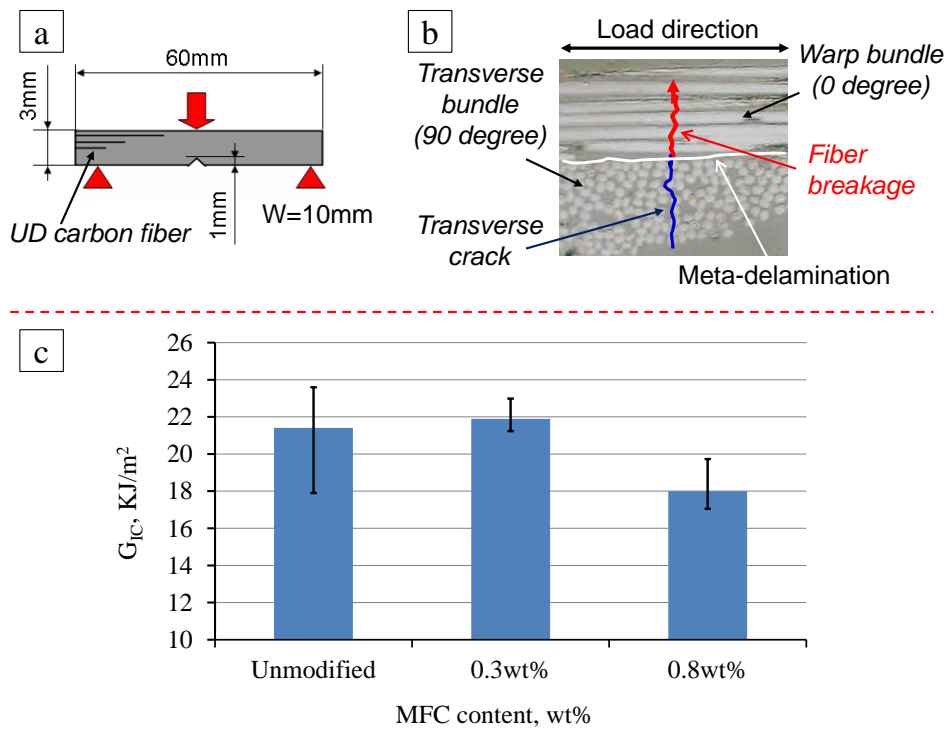 a
60mm
3mm
1mm
W=10mm
UD carbon fiber
b
Load direction
Transverse
bundle
(90 degree)
Warp bundle
(0 degree)
Fiber
breakage
Transverse
crack
Meta-delamination
c
26
24
22
20
18
16
14
12
10
G_IC, KJ/m²
Unmodified
0.3wt%
0.8wt%
MFC content, wt%